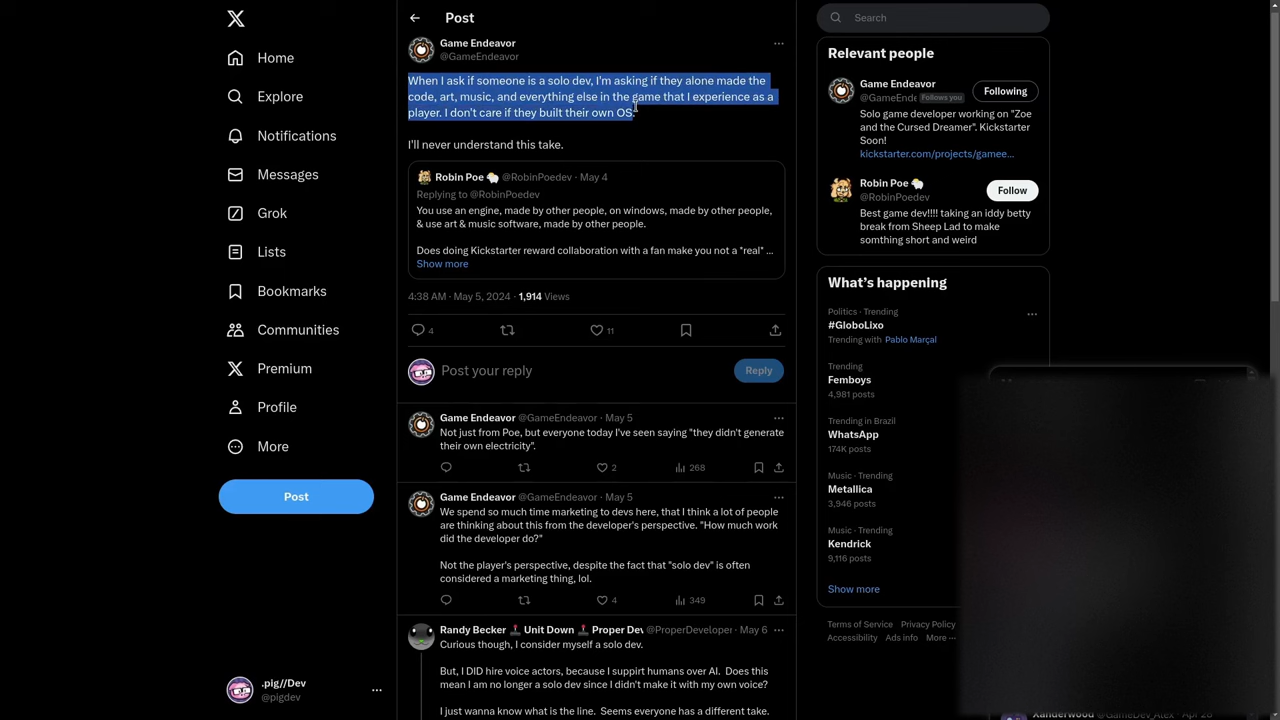 Home
Explore
Notifications
Messages
Grok
Lists
Bookmarks
Communities
Premium
Profile
More
Post
.pig//Dev
@pigdev
Post
Game Endeavor
@GameEndeavor
When I ask if someone is a solo dev, I'm asking if they alone made the
code, art, music, and everything else in the game that I experience as a
player. I don't care if they built their own OS.
I'll never understand this take.
Robin Poe 🐑 @RobinPoedev · May 4
Replying to @RobinPoedev
You use an engine, made by other people, on windows, made by other people,
& use art & music software, made by other people.
Does doing Kickstarter reward collaboration with a fan make you not a "real" ...
Show more
4:38 AM · May 5, 2024 · 1,914 Views
4
11
Post your reply
Reply
Game Endeavor @GameEndeavor · May 5
Not just from Poe, but everyone today I've seen saying "they didn't generate
their own electricity".
2
268
Game Endeavor @GameEndeavor · May 5
We spend so much time marketing to devs here, that I think a lot of people
are thinking about this from the developer's perspective. "How much work
did the developer do?"
Not the player's perspective, despite the fact that "solo dev" is often
considered a marketing thing, lol.
4
349
Randy Becker 🕹️ Unit Down 🕹️ Proper Dev @ProperDeveloper · May 6
Curious though, I consider myself a solo dev.
But, I DID hire voice actors, because I suppirt humans over AI. Does this
mean I am no longer a solo dev since I didn't make it with my own voice?
I just wanna know what is the line. Seems everyone has a different take.
Search
Relevant people
Game Endeavor
@GameEnde Follows you
Following
Solo game developer working on "Zoe
and the Cursed Dreamer". Kickstarter
Soon!
kickstarter.com/projects/gamee...
Robin Poe 🐑
@RobinPoedev
Follow
Best game dev!!!! taking an iddy betty
break from Sheep Lad to make
somthing short and weird
What's happening
Politics · Trending
#GloboLixo
Trending with Pablo Marçal
Trending
Femboys
4,981 posts
Trending in Brazil
WhatsApp
174K posts
Music · Trending
Metallica
3,946 posts
Music · Trending
Kendrick
9,116 posts
Show more
Terms of Service Privacy Policy
Accessibility Ads info More ...